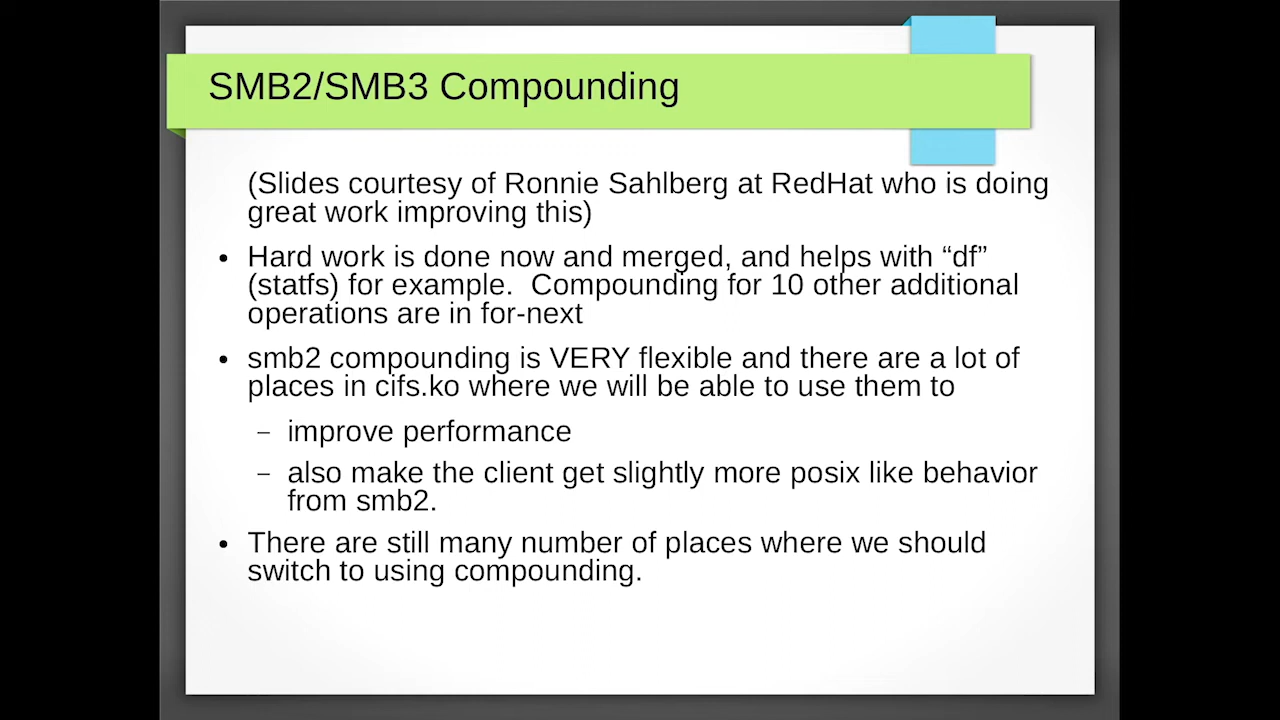 SMB2/SMB3 Compounding
(Slides courtesy of Ronnie Sahlberg at RedHat who is doing
great work improving this)
• Hard work is done now and merged, and helps with “df”
(statfs) for example.  Compounding for 10 other additional
operations are in for-next
• smb2 compounding is VERY flexible and there are a lot of
places in cifs.ko where we will be able to use them to
– improve performance
– also make the client get slightly more posix like behavior
from smb2.
• There are still many number of places where we should
switch to using compounding.